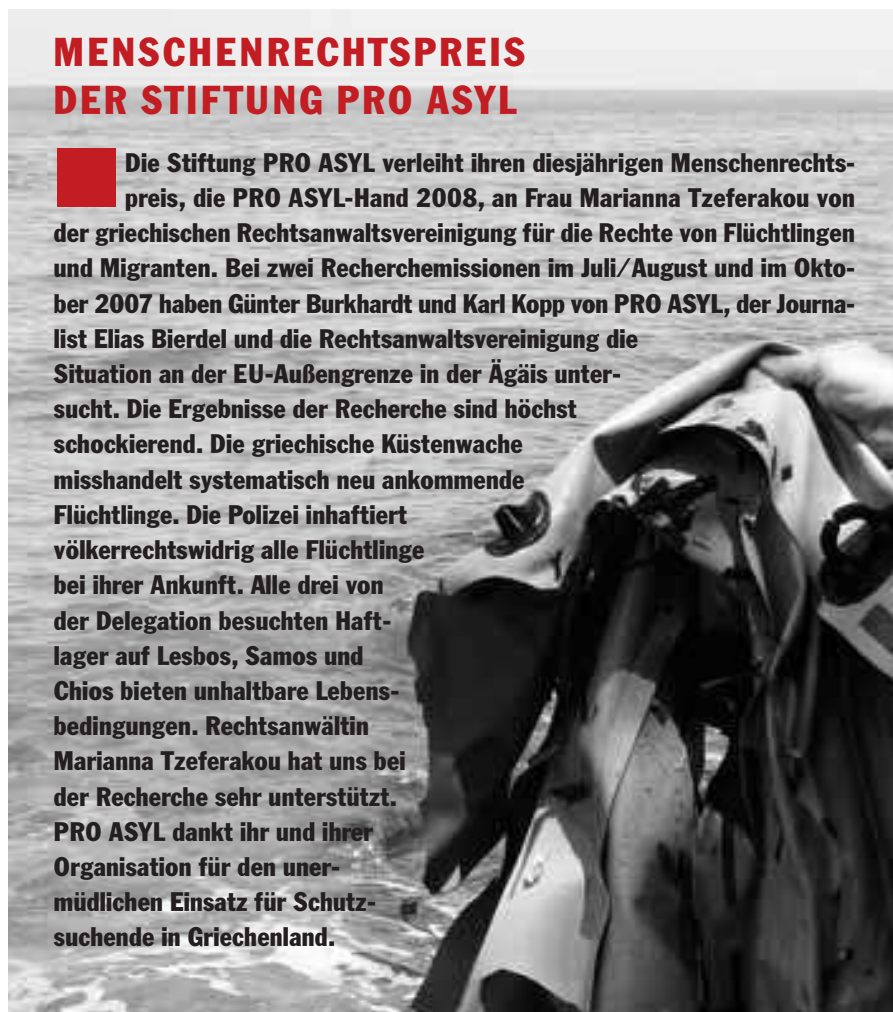 MENSCHENRECHTSPREIS
DER STIFTUNG PRO ASYL
Die Stiftung PRO ASYL verleiht ihren diesjährigen Menschenrechts-
preis, die PRO ASYL-Hand 2008, an Frau Marianna Tzeferakou von
der griechischen Rechtsanwaltsvereinigung für die Rechte von Flüchtlingen
und Migranten. Bei zwei Recherchemissionen im Juli/August und im Okto-
ber 2007 haben Günter Burkhardt und Karl Kopp von PRO ASYL, der Journa-
list Elias Bierdel und die Rechtsanwaltsvereinigung die
Situation an der EU-Außengrenze in der Ägäis unter-
sucht. Die Ergebnisse der Recherche sind höchst
schockierend. Die griechische Küstenwache
misshandelt systematisch neu ankommende
Flüchtlinge. Die Polizei inhaftiert
völkerrechtswidrig alle Flüchtlinge
bei ihrer Ankunft. Alle drei von
der Delegation besuchten Haft-
lager auf Lesbos, Samos und
Chios bieten unhaltbare Lebens-
bedingungen. Rechtsanwältin
Marianna Tzeferakou hat uns bei
der Recherche sehr unterstützt.
PRO ASYL dankt ihr und ihrer
Organisation für den uner-
müdlichen Einsatz für Schutz-
suchende in Griechenland.